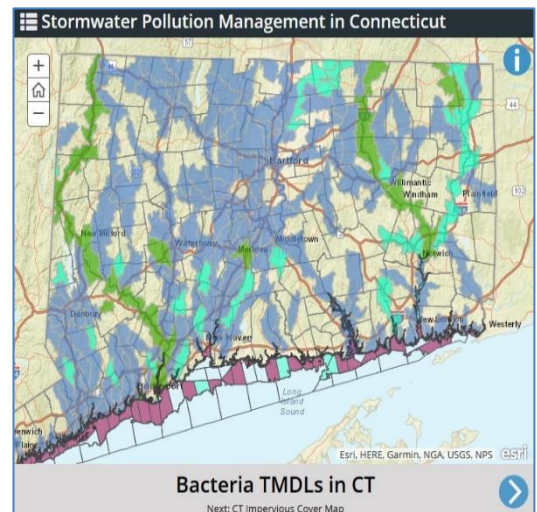 Stormwater Pollution Management in Connecticut
+
−
i
44
Hartford
Willimantic
Windham
Plainfield
New Milford
Waterbury
Meriden
Middletown
Norwich
Danbury
New Haven
New London
Westerly
Long
Island
Sound
Esri, HERE, Garmin, NGA, USGS, NPS
esri
Bacteria TMDLs in CT
Next: CT Impervious Cover Map